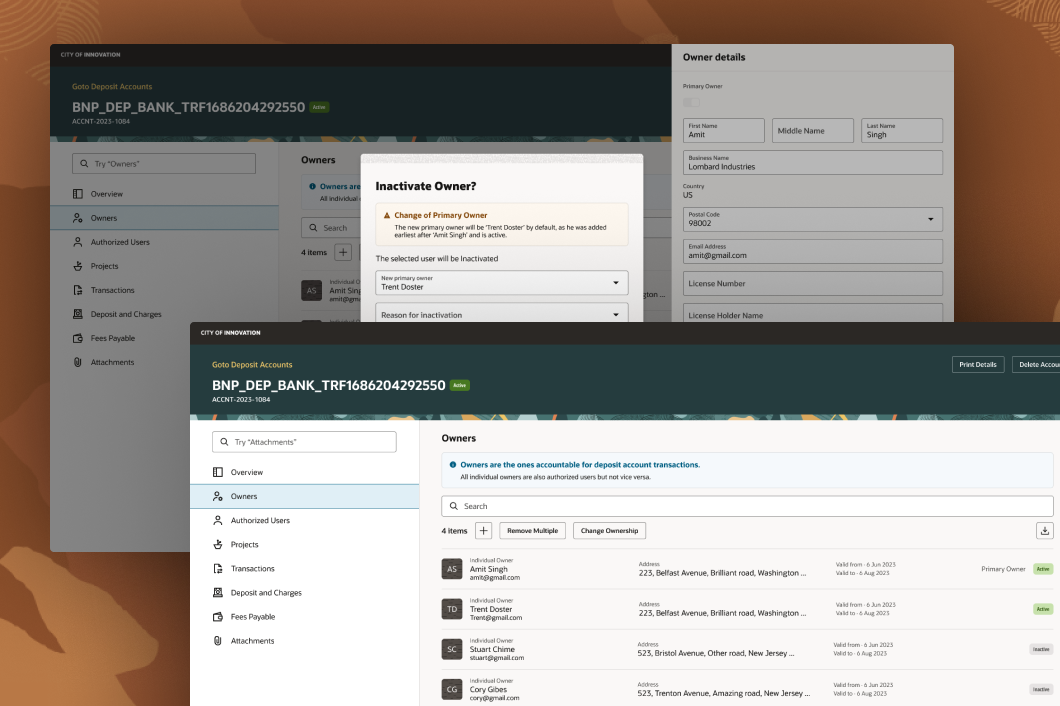 CITY OF INNOVATION
Goto Deposit Accounts
BNP_DEP_BANK_TRF1686204292550 Active
ACCNT-2023-1084
Try "Owners"
Overview
Owners
Authorized Users
Projects
Transactions
Deposit and Charges
Fees Payable
Attachments
Owners
Owners are
All individual
Search
4 items
AS
Individual O
Amit Sin
amit@gm
ngton ...
Inactivate Owner?
Change of Primary Owner
The new primary owner will be 'Trent Doster' by default, as he was added
earliest after 'Amit Singh' and is active.
The selected user will be Inactivated
New primary owner
Trent Doster
Reason for inactivation
Owner details
Primary Owner
First Name
Amit
Middle Name
Last Name
Singh
Business Name
Lombard Industries
Country
US
Postal Code
98002
Email Address
amit@gmail.com
License Number
License Holder Name
CITY OF INNOVATION
Goto Deposit Accounts
BNP_DEP_BANK_TRF1686204292550 Active
ACCNT-2023-1084
Print Details
Delete Accou
Try "Attachments"
Overview
Owners
Authorized Users
Projects
Transactions
Deposit and Charges
Fees Payable
Attachments
Owners
Owners are the ones accountable for deposit account transactions.
All individual owners are also authorized users but not vice versa.
Search
4 items
Remove Multiple
Change Ownership
AS
Individual Owner
Amit Singh
amit@gmail.com
Address
223, Belfast Avenue, Brilliant road, Washington ...
Valid from - 6 Jun 2023
Valid to - 6 Aug 2023
Primary Owner
Active
TD
Individual Owner
Trent Doster
Trent@gmail.com
Address
223, Belfast Avenue, Brilliant road, Washington ...
Valid from - 6 Jun 2023
Valid to - 6 Aug 2023
Active
SC
Individual Owner
Stuart Chime
stuart@gmail.com
Address
523, Bristol Avenue, Other road, New Jersey ...
Valid from - 6 Jun 2023
Valid to - 6 Aug 2023
Inactive
CG
Individual Owner
Cory Gibes
cory@gmail.com
Address
523, Trenton Avenue, Amazing road, New Jersey ...
Valid from - 6 Jun 2023
Valid to - 6 Aug 2023
Inactive